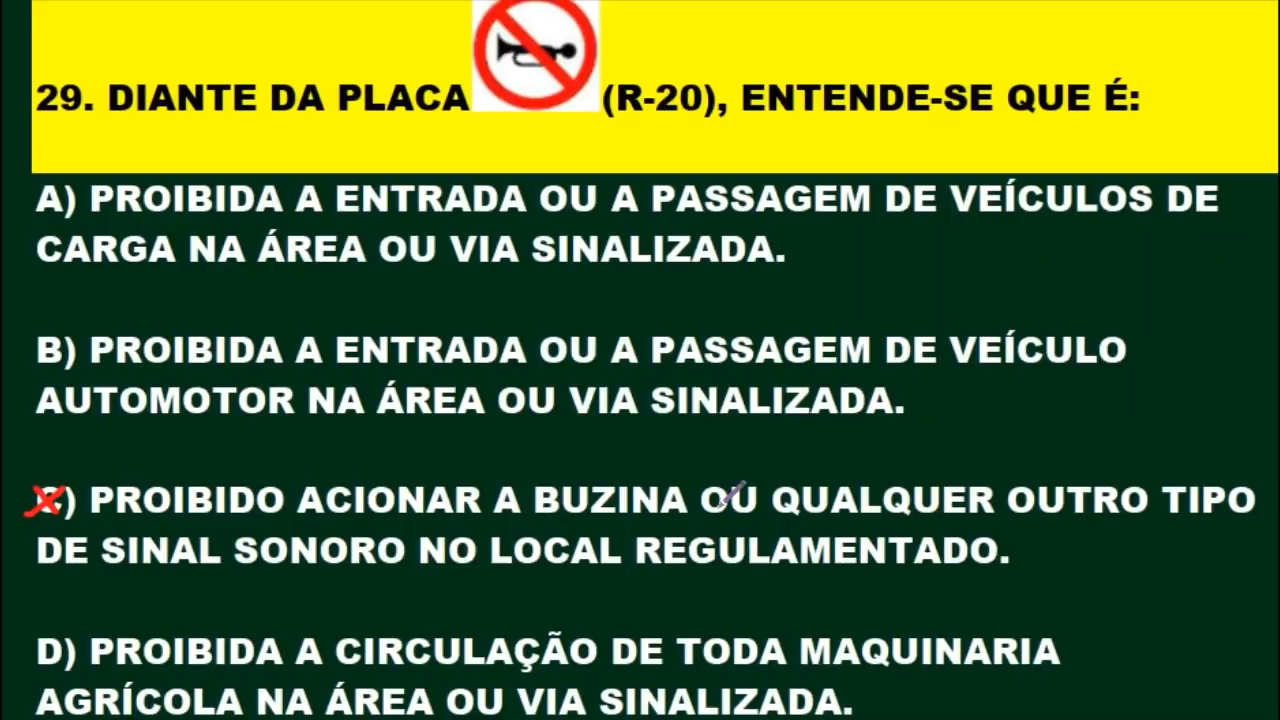 29. DIANTE DA PLACA (R-20), ENTENDE-SE QUE É:
A) PROIBIDA A ENTRADA OU A PASSAGEM DE VEÍCULOS DE
CARGA NA ÁREA OU VIA SINALIZADA.
B) PROIBIDA A ENTRADA OU A PASSAGEM DE VEÍCULO
AUTOMOTOR NA ÁREA OU VIA SINALIZADA.
C) PROIBIDO ACIONAR A BUZINA OU QUALQUER OUTRO TIPO
DE SINAL SONORO NO LOCAL REGULAMENTADO.
D) PROIBIDA A CIRCULAÇÃO DE TODA MAQUINARIA
AGRÍCOLA NA ÁREA OU VIA SINALIZADA.